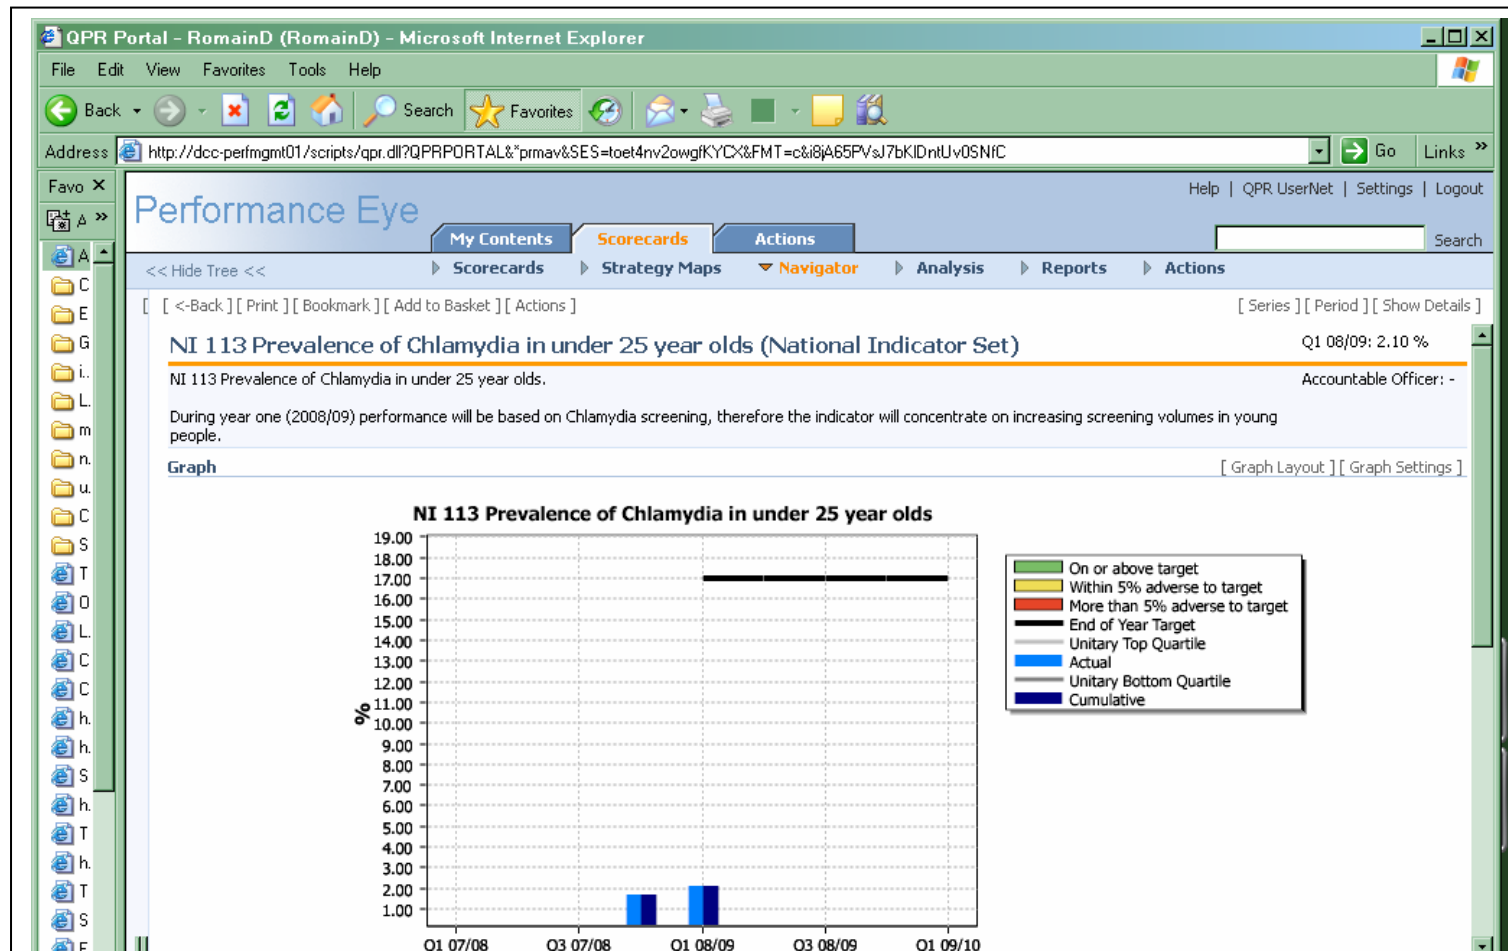 QPR Portal - RomainD (RomainD) - Microsoft Internet Explorer
File Edit View Favorites Tools Help
Back Search Favorites
Address http://dcc-perfmgmt01/scripts/qpr.dll?QPRPORTAL&*prmav&SES=toet4nv2owgfKYCX&FMT=c&i8jA65PVsJ7bKIDntUv0SNfC Go Links »
Favo ×
A »
A
C
E
G
i..
L.
m
n.
u.
C
S
T
O
L.
C
C
h.
h.
S
h.
T
h.
T
S
Performance Eye
Help | QPR UserNet | Settings | Logout
My Contents Scorecards Actions
Search
<< Hide Tree <<
Scorecards Strategy Maps Navigator Analysis Reports Actions
[ [ <-Back ] [ Print ] [ Bookmark ] [ Add to Basket ] [ Actions ]
[ Series ] [ Period ] [ Show Details ]
NI 113 Prevalence of Chlamydia in under 25 year olds (National Indicator Set)
Q1 08/09: 2.10 %
NI 113 Prevalence of Chlamydia in under 25 year olds.
Accountable Officer: -
During year one (2008/09) performance will be based on Chlamydia screening, therefore the indicator will concentrate on increasing screening volumes in young
people.
Graph
[ Graph Layout ] [ Graph Settings ]
NI 113 Prevalence of Chlamydia in under 25 year olds
19.00
18.00
17.00
16.00
15.00
14.00
13.00
12.00
11.00
10.00
9.00
8.00
7.00
6.00
5.00
4.00
3.00
2.00
1.00
%
Q1 07/08 Q3 07/08 Q1 08/09 Q3 08/09 Q1 09/10
On or above target
Within 5% adverse to target
More than 5% adverse to target
End of Year Target
Unitary Top Quartile
Actual
Unitary Bottom Quartile
Cumulative